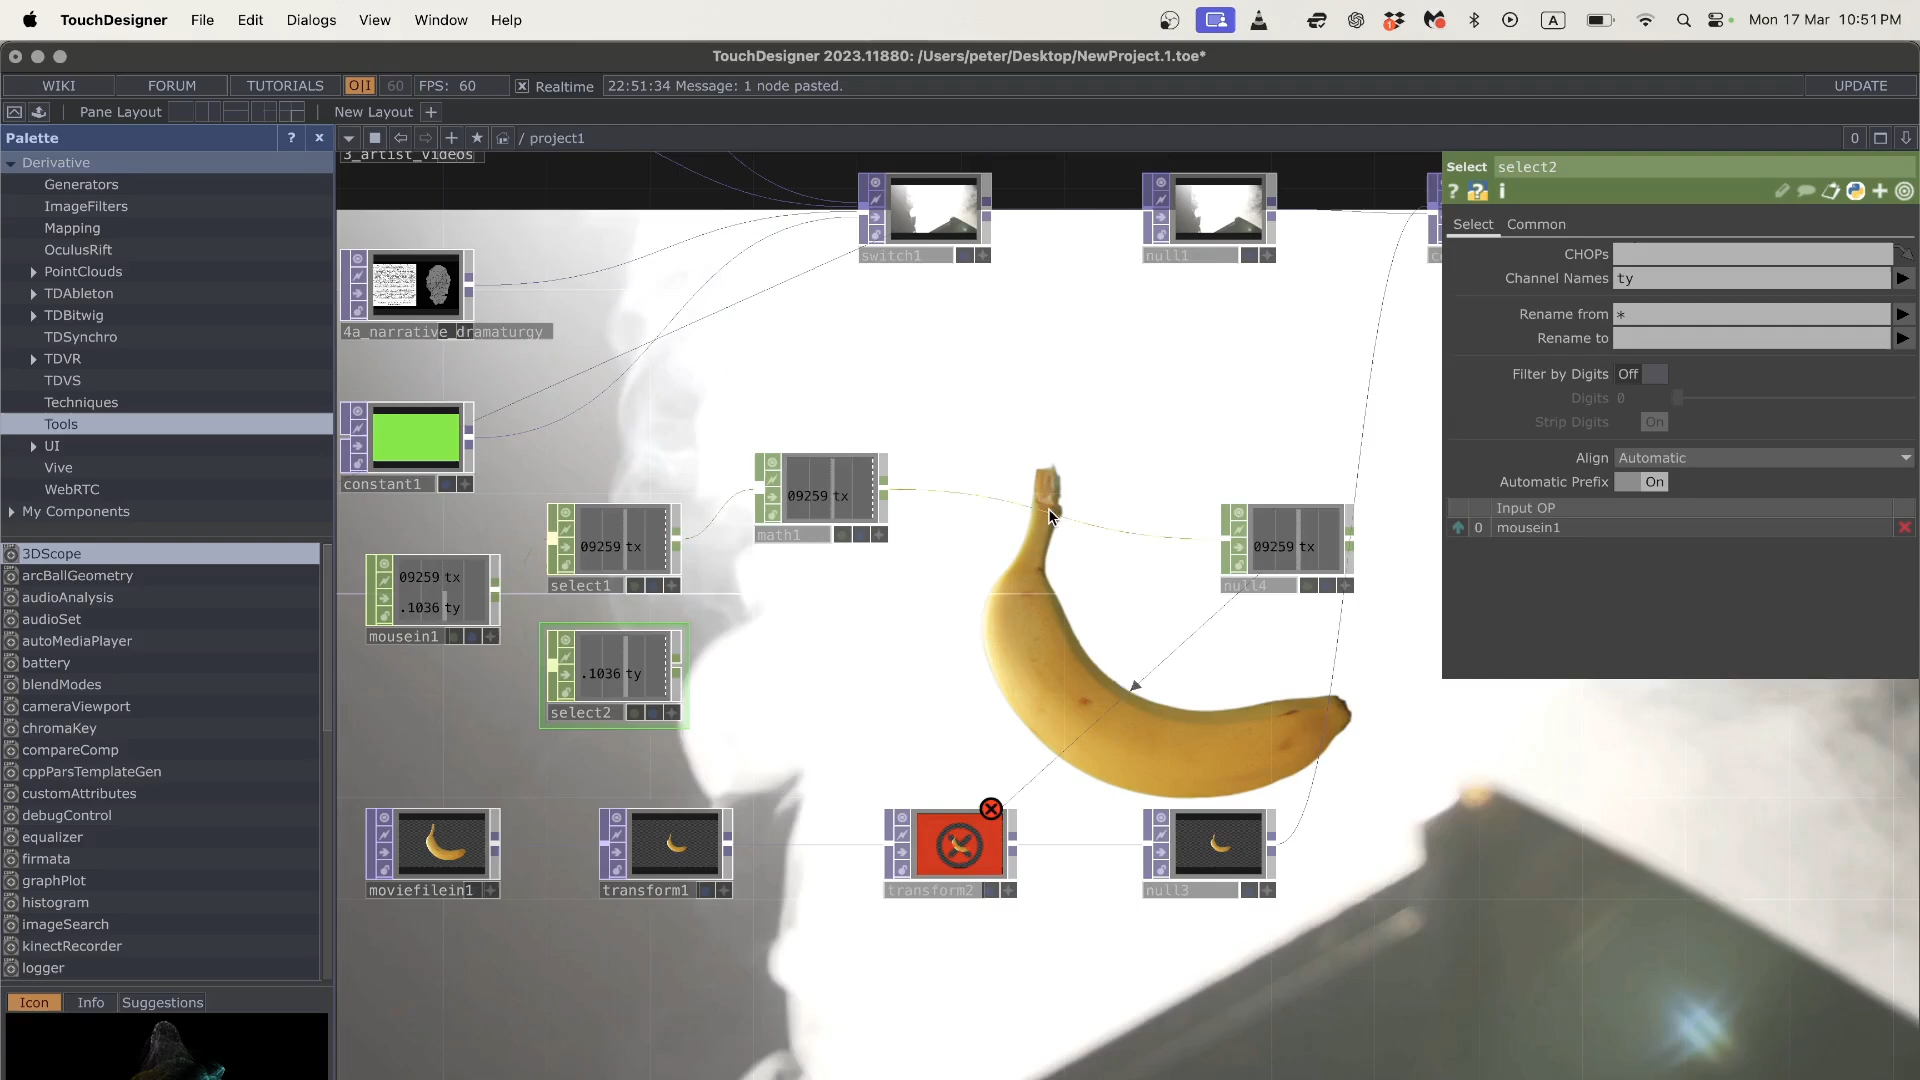 TouchDesigner File Edit Dialogs View Window Help A Mon 17 Mar 10:51 PM
TouchDesigner 2023.11880: /Users/peter/Desktop/NewProject.1.toe*
WIKI FORUM TUTORIALS O|I 60 FPS: 60 Realtime 22:51:34 Message: 1 node pasted. UPDATE
Pane Layout New Layout +
Palette ? x / project1 0
Derivative
Generators
ImageFilters
Mapping
OculusRift
PointClouds
TDAbleton
TDBitwig
TDSynchro
TDVR
TDVS
Techniques
Tools
UI
Vive
WebRTC
My Components
3DScope
arcBallGeometry
audioAnalysis
audioSet
autoMediaPlayer
battery
blendModes
cameraViewport
chromaKey
compareComp
cppParsTemplateGen
customAttributes
debugControl
equalizer
firmata
graphPlot
histogram
imageSearch
kinectRecorder
logger
Icon Info Suggestions
3_artist_videos
switch1
null1
4a_narrative_dramaturgy
constant1
09259 tx
math1
09259 tx
select1
09259 tx
.1036 ty
mousein1
.1036 ty
select2
09259 tx
null4
moviefilein1
transform1
transform2
null3
Select select2
? ? i
Select Common
CHOPs
Channel Names ty
Rename from *
Rename to
Filter by Digits Off
Digits 0
Strip Digits On
Align Automatic
Automatic Prefix On
Input OP
0 mousein1